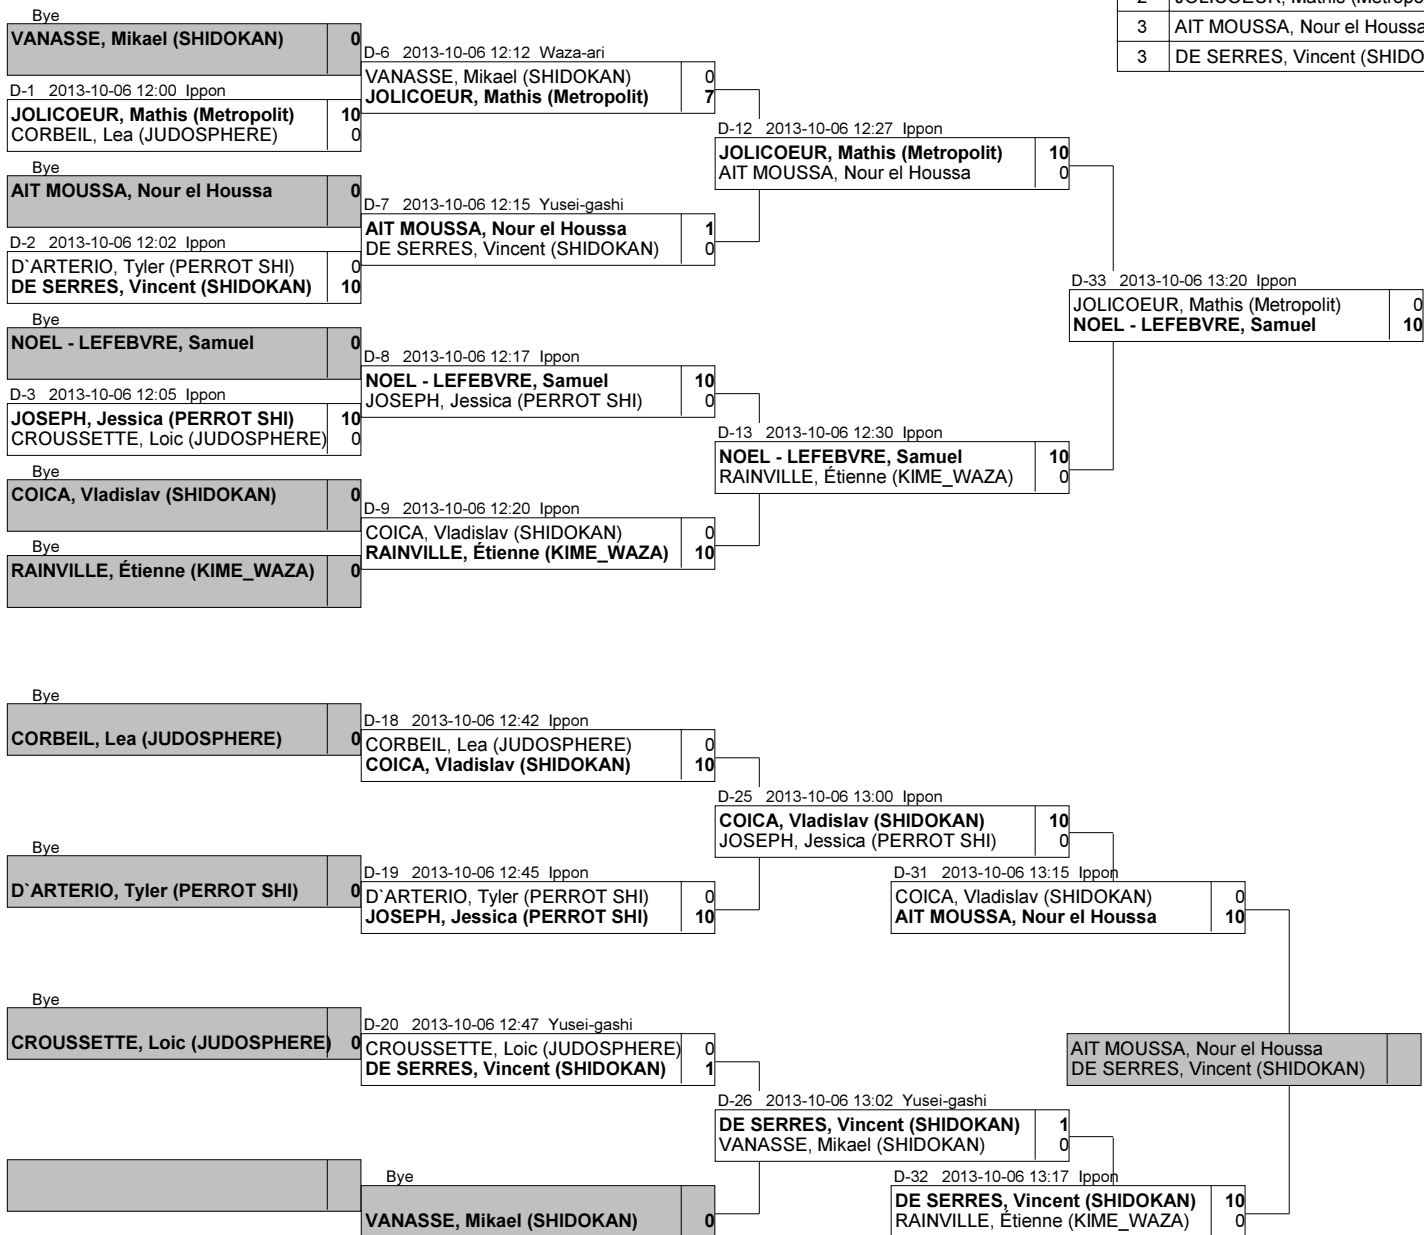 2 JOLICOEUR, Mathis
3 AIT MOUSSA, Nour el Houssa
3 DE SERRES, Vincent
Bye
VANASSE, Mikael (SHIDOKAN) 0
D-1 2013-10-06 12:00 Ippon
JOLICOEUR, Mathis (Metropolit) 10
CORBEIL, Lea (JUDOSPHERE) 0
Bye
AIT MOUSSA, Nour el Houssa 0
D-2 2013-10-06 12:02 Ippon
D`ARTERIO, Tyler (PERROT SHI) 0
DE SERRES, Vincent (SHIDOKAN) 10
Bye
NOEL - LEFEBVRE, Samuel 0
D-3 2013-10-06 12:05 Ippon
JOSEPH, Jessica (PERROT SHI) 10
CROUSSETTE, Loic (JUDOSPHERE) 0
Bye
COICA, Vladislav (SHIDOKAN) 0
Bye
RAINVILLE, Étienne (KIME_WAZA) 0
D-6 2013-10-06 12:12 Waza-ari
VANASSE, Mikael (SHIDOKAN) 0
JOLICOEUR, Mathis (Metropolit) 7
D-7 2013-10-06 12:15 Yusei-gashi
AIT MOUSSA, Nour el Houssa 1
DE SERRES, Vincent (SHIDOKAN) 0
D-8 2013-10-06 12:17 Ippon
NOEL - LEFEBVRE, Samuel 10
JOSEPH, Jessica (PERROT SHI) 0
D-9 2013-10-06 12:20 Ippon
COICA, Vladislav (SHIDOKAN) 0
RAINVILLE, Étienne (KIME_WAZA) 10
D-12 2013-10-06 12:27 Ippon
JOLICOEUR, Mathis (Metropolit) 10
AIT MOUSSA, Nour el Houssa 0
D-13 2013-10-06 12:30 Ippon
NOEL - LEFEBVRE, Samuel 10
RAINVILLE, Étienne (KIME_WAZA) 0
D-33 2013-10-06 13:20 Ippon
JOLICOEUR, Mathis (Metropolit) 0
NOEL - LEFEBVRE, Samuel 10
Bye
CORBEIL, Lea (JUDOSPHERE) 0
Bye
D`ARTERIO, Tyler (PERROT SHI) 0
Bye
CROUSSETTE, Loic (JUDOSPHERE) 0
D-18 2013-10-06 12:42 Ippon
CORBEIL, Lea (JUDOSPHERE) 0
COICA, Vladislav (SHIDOKAN) 10
D-19 2013-10-06 12:45 Ippon
D`ARTERIO, Tyler (PERROT SHI) 0
JOSEPH, Jessica (PERROT SHI) 10
D-20 2013-10-06 12:47 Yusei-gashi
CROUSSETTE, Loic (JUDOSPHERE) 0
DE SERRES, Vincent (SHIDOKAN) 1
Bye
VANASSE, Mikael (SHIDOKAN) 0
D-25 2013-10-06 13:00 Ippon
COICA, Vladislav (SHIDOKAN) 10
JOSEPH, Jessica (PERROT SHI) 0
D-26 2013-10-06 13:02 Yusei-gashi
DE SERRES, Vincent (SHIDOKAN) 1
VANASSE, Mikael (SHIDOKAN) 0
D-31 2013-10-06 13:15 Ippon
COICA, Vladislav (SHIDOKAN) 0
AIT MOUSSA, Nour el Houssa 10
D-32 2013-10-06 13:17 Ippon
DE SERRES, Vincent (SHIDOKAN) 10
RAINVILLE, Étienne (KIME_WAZA) 0
AIT MOUSSA, Nour el Houssa
DE SERRES, Vincent (SHIDOKAN)